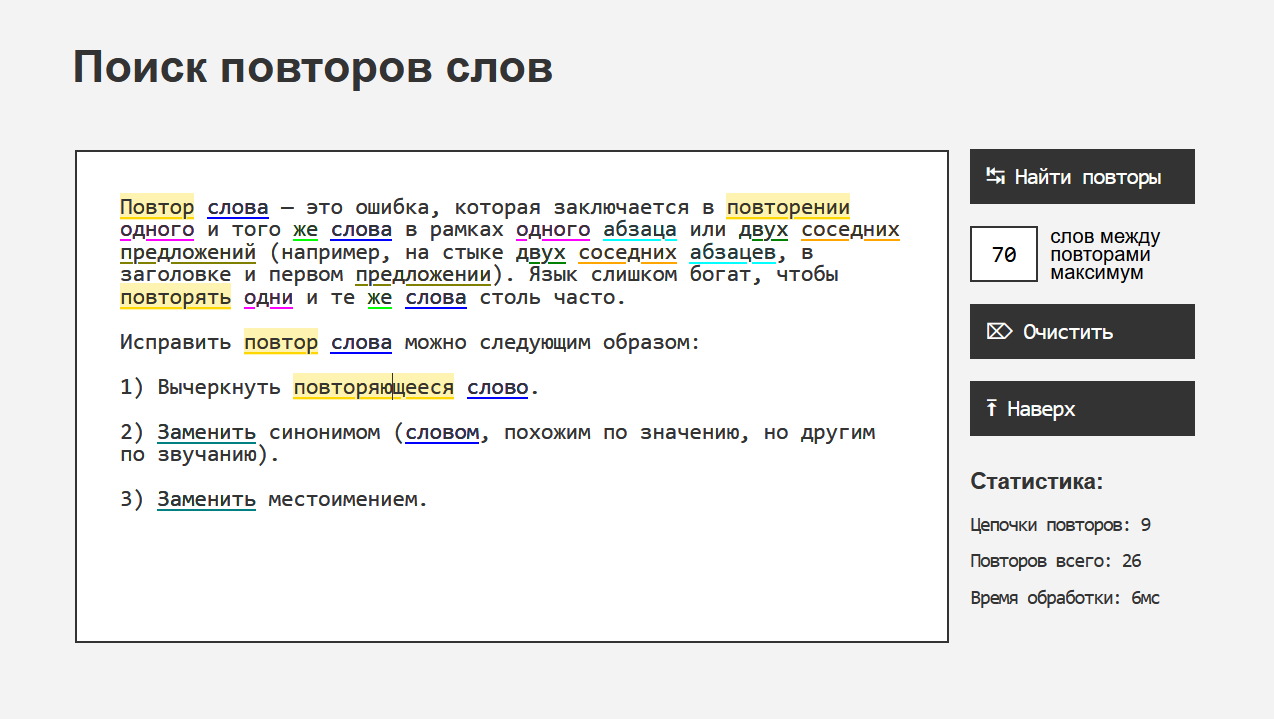 Поиск повторов слов
Повтор слова — это ошибка, которая заключается в повторении
одного и того же слова в рамках одного абзаца или двух соседних
предложений (например, на стыке двух соседних абзацев, в
заголовке и первом предложении). Язык слишком богат, чтобы
повторять одни и те же слова столь часто.
Исправить повтор слова можно следующим образом:
1) Вычеркнуть повторяющееся слово.
2) Заменить синонимом (словом, похожим по значению, но другим
по звучанию).
3) Заменить местоимением.
Найти повторы
70
слов между
повторами
максимум
Очистить
Наверх
Статистика:
Цепочки повторов: 9
Повторов всего: 26
Время обработки: 6мс